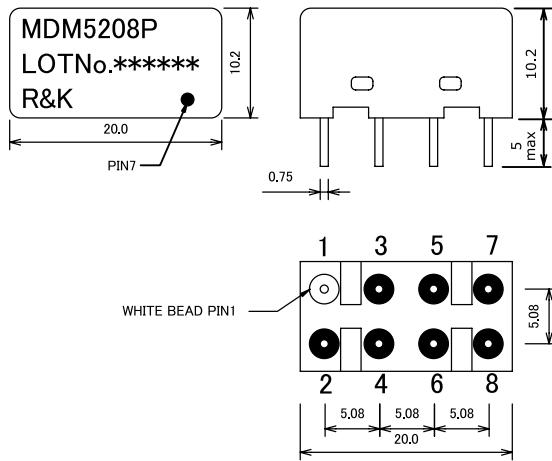 MDM5208P
LOTNo.******
R&K
10.2
20.0
PIN7
10.2
5
max
0.75
1 3 5 7
WHITE BEAD PIN1
5.08
2 4 6 8
5.08 5.08 5.08
20.0